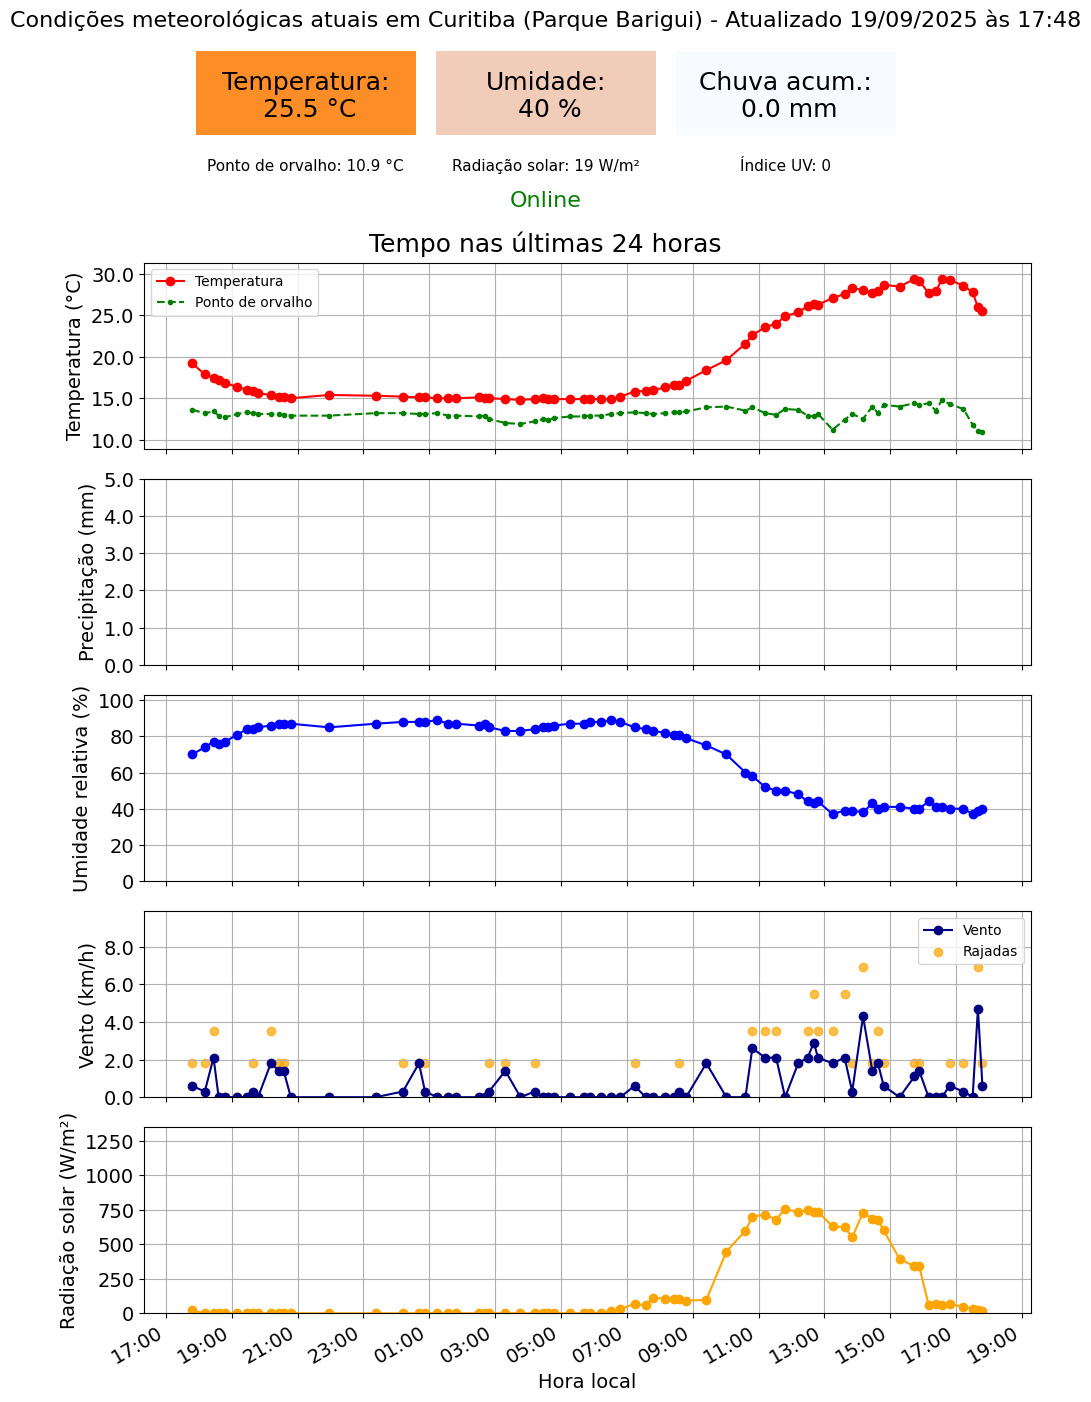 Condições meteorológicas atuais em Curitiba (Parque Barigui) - Atualizado 19/09/2025 às 17:48
Temperatura:
25.5 °C
Umidade:
40 %
Chuva acum.:
0.0 mm
Ponto de orvalho: 10.9 °C
Radiação solar: 19 W/m²
Índice UV: 0
Online
Tempo nas últimas 24 horas
Temperatura (°C)
30.0
25.0
20.0
15.0
10.0
Temperatura
Ponto de orvalho
Precipitação (mm)
5.0
4.0
3.0
2.0
1.0
0.0
Umidade relativa (%)
100
80
60
40
20
0
Vento (km/h)
8.0
6.0
4.0
2.0
0.0
Vento
Rajadas
Radiação solar (W/m²)
1250
1000
750
500
250
0
17:00 19:00 21:00 23:00 01:00 03:00 05:00 07:00 09:00 11:00 13:00 15:00 17:00 19:00
Hora local